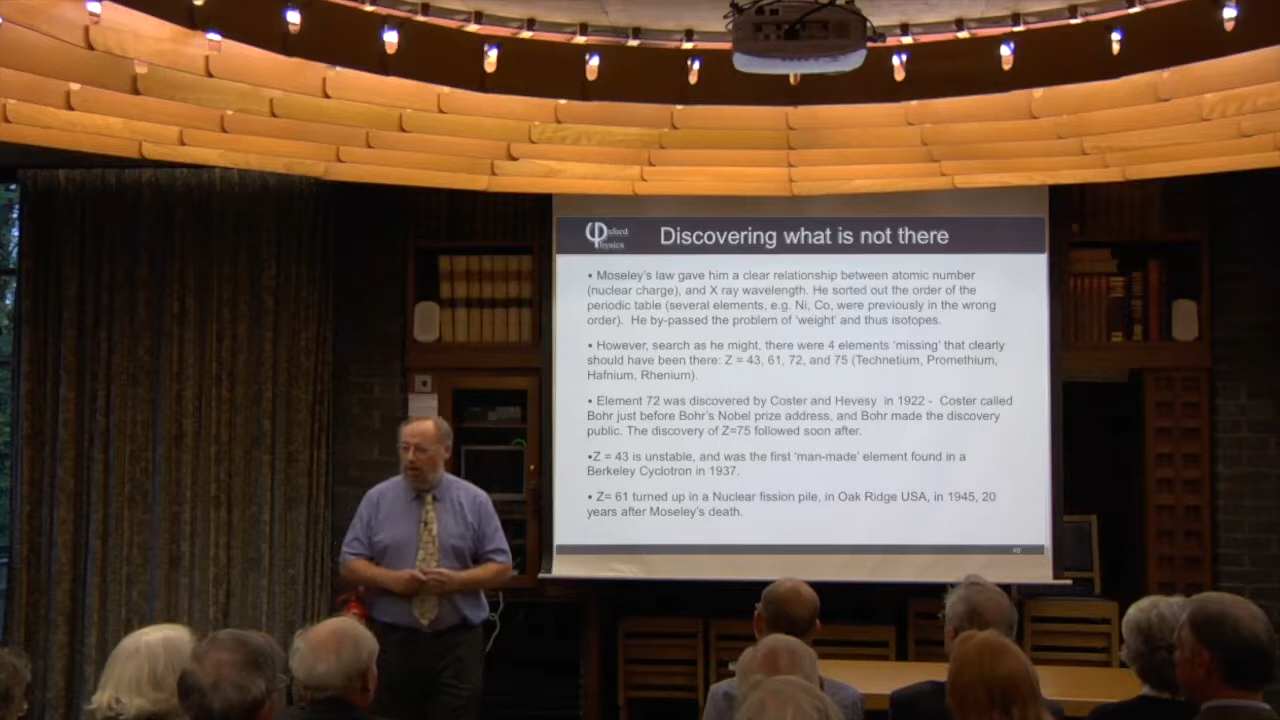 Oxford
Physics
Discovering what is not there
• Moseley's law gave him a clear relationship between atomic number
(nuclear charge), and X ray wavelength. He sorted out the order of the
periodic table (several elements, e.g. Ni, Co, were previously in the wrong
order). He by-passed the problem of 'weight' and thus isotopes.
• However, search as he might, there were 4 elements 'missing' that clearly
should have been there: Z = 43, 61, 72, and 75 (Technetium, Promethium,
Hafnium, Rhenium).
• Element 72 was discovered by Coster and Hevesy in 1922 - Coster called
Bohr just before Bohr's Nobel prize address, and Bohr made the discovery
public. The discovery of Z=75 followed soon after.
•Z = 43 is unstable, and was the first 'man-made' element found in a
Berkeley Cyclotron in 1937.
• Z= 61 turned up in a Nuclear fission pile, in Oak Ridge USA, in 1945, 20
years after Moseley's death.